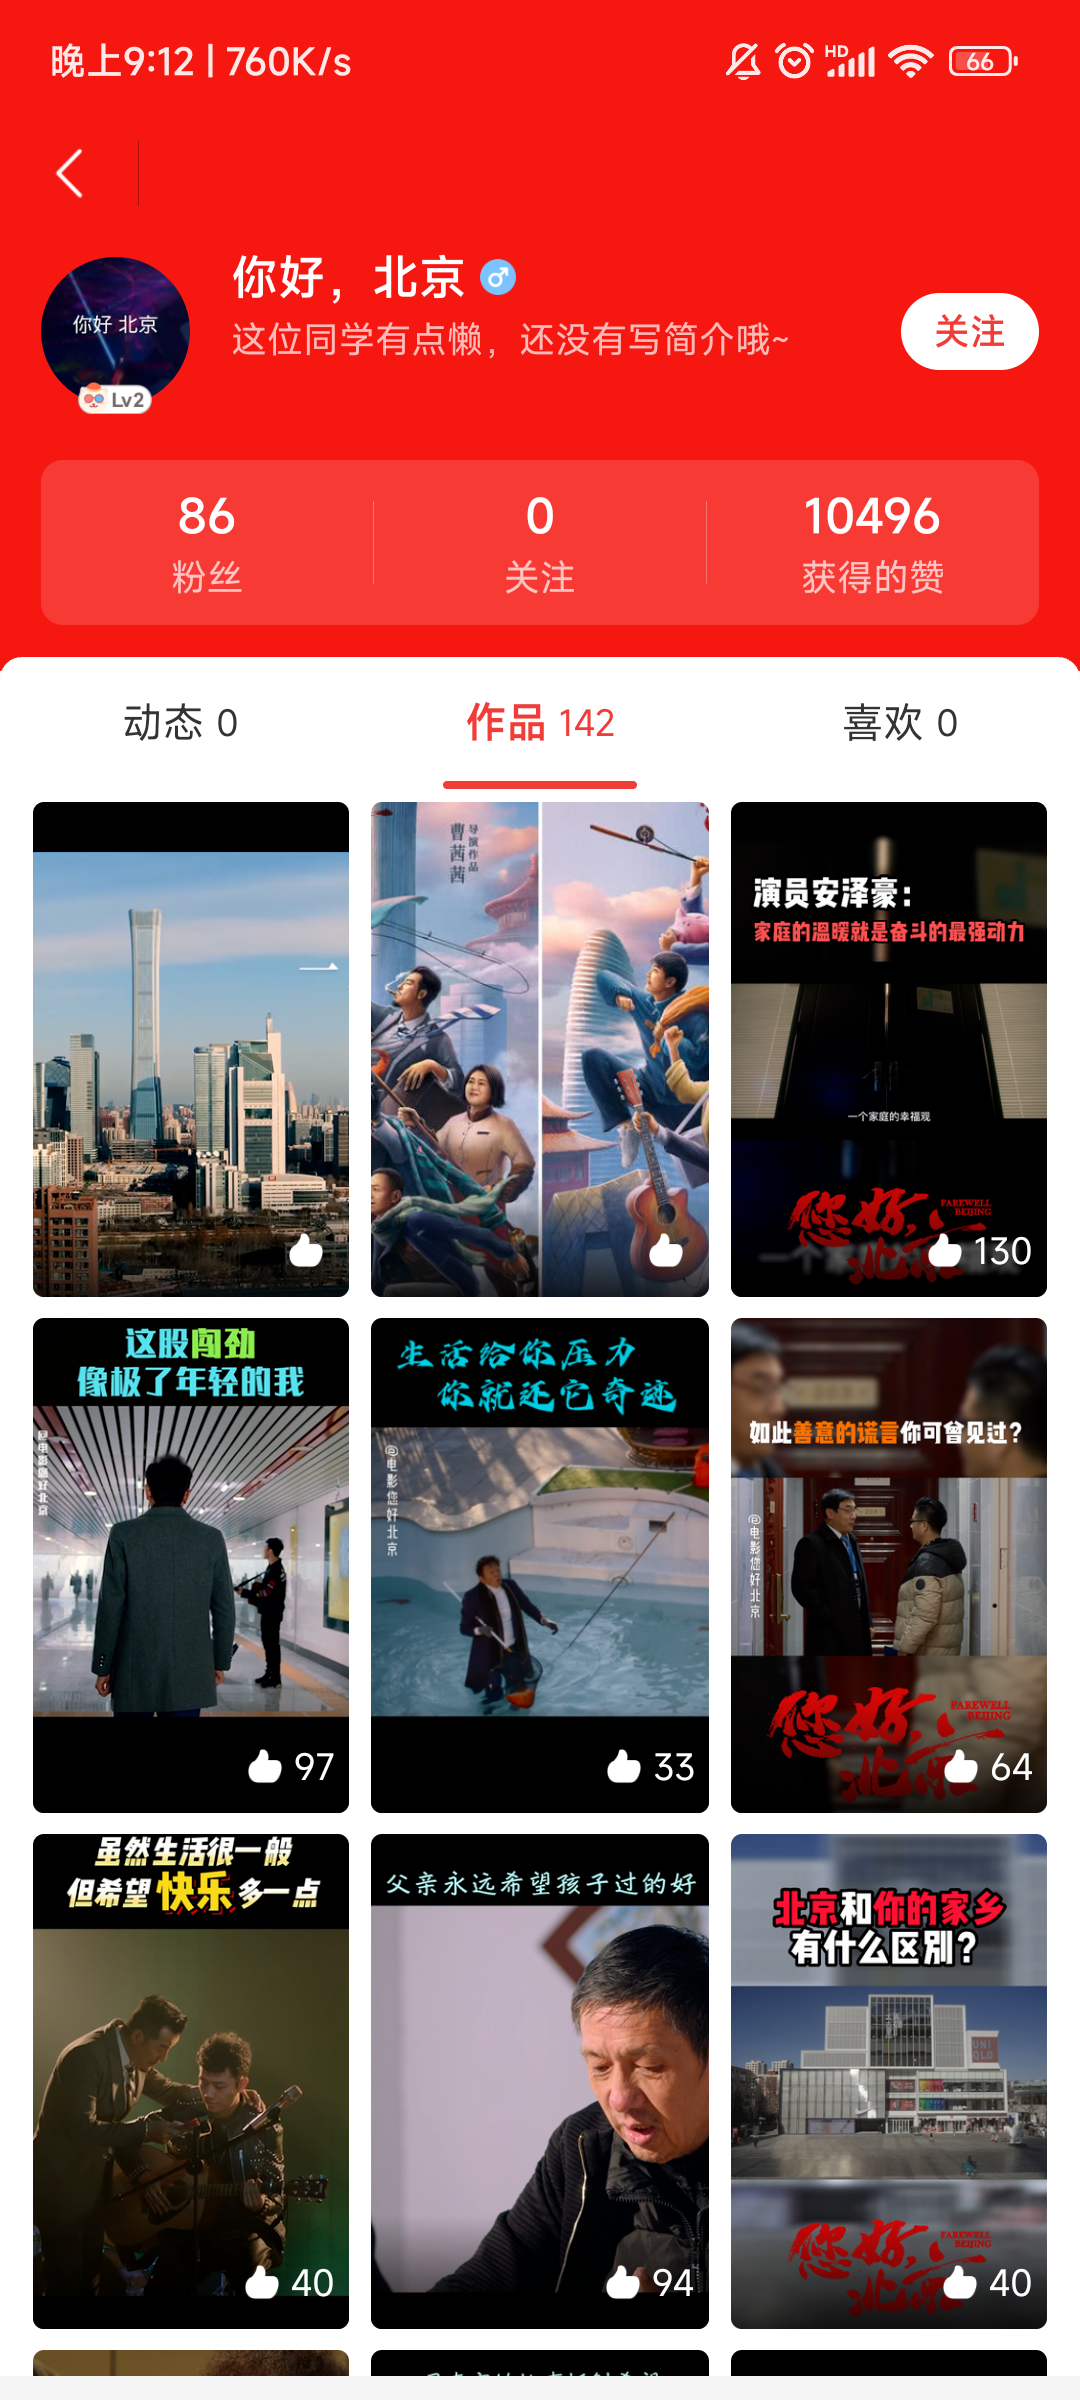 晚上9:12 | 760K/s
HD
66
你好，北京
这位同学有点懒，还没有写简介哦~
关注
你好 北京
Lv2
86
粉丝
0
关注
10496
获得的赞
动态 0
作品 142
喜欢 0
导演作品
曹茜茜
演员安泽豪：
家庭的温暖就是奋斗的最强动力
一个家庭的幸福观
您好，北京
FAREWELL
BEIJING
130
这股闯劲
像极了年轻的我
@电影您好北京
97
生活给你压力
你就还它奇迹
@电影您好北京
33
如此善意的谎言你可曾见过？
@电影您好北京
您好，北京
FAREWELL
BEIJING
64
虽然生活很一般
但希望快乐多一点
40
父亲永远希望孩子过的好
94
北京和你的家乡
有什么区别？
UNI
QLO
您好，北京
FAREWELL
BEIJING
40